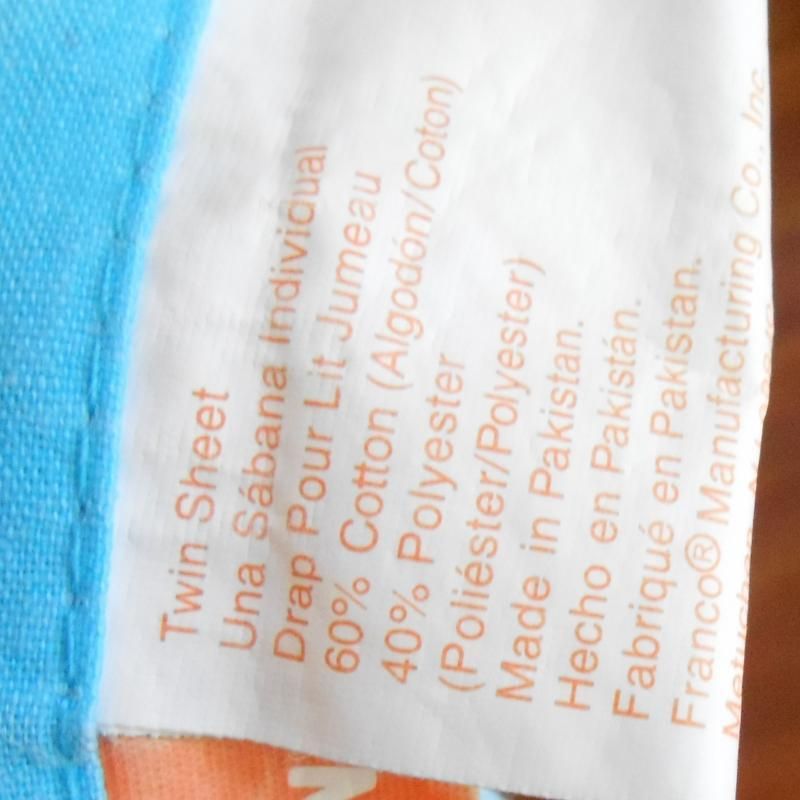 Twin Sheet
Una Sábana Individual
Drap Pour Lit Jumeau
60% Cotton (Algodón/Coton)
40% Polyester
(Poliéster/Polyester)
Made in Pakistan.
Hecho en Pakistán.
Fabriqué en Pakistan.
Franco® Manufacturing Co., Inc.